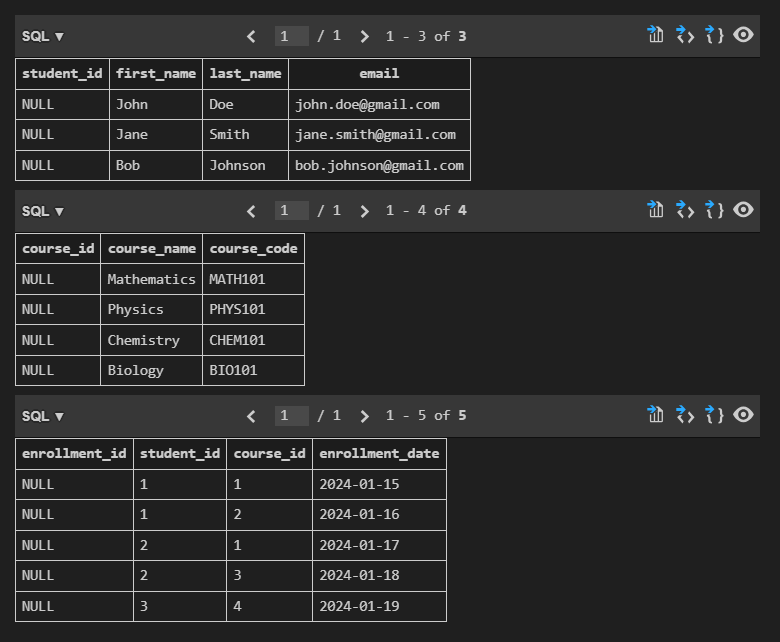 SQL ▼ 1 / 1 1 - 3 of 3
student_id first_name last_name email
NULL John Doe john.doe@gmail.com
NULL Jane Smith jane.smith@gmail.com
NULL Bob Johnson bob.johnson@gmail.com
SQL ▼ 1 / 1 1 - 4 of 4
course_id course_name course_code
NULL Mathematics MATH101
NULL Physics PHYS101
NULL Chemistry CHEM101
NULL Biology BIO101
SQL ▼ 1 / 1 1 - 5 of 5
enrollment_id student_id course_id enrollment_date
NULL 1 1 2024-01-15
NULL 1 2 2024-01-16
NULL 2 1 2024-01-17
NULL 2 3 2024-01-18
NULL 3 4 2024-01-19